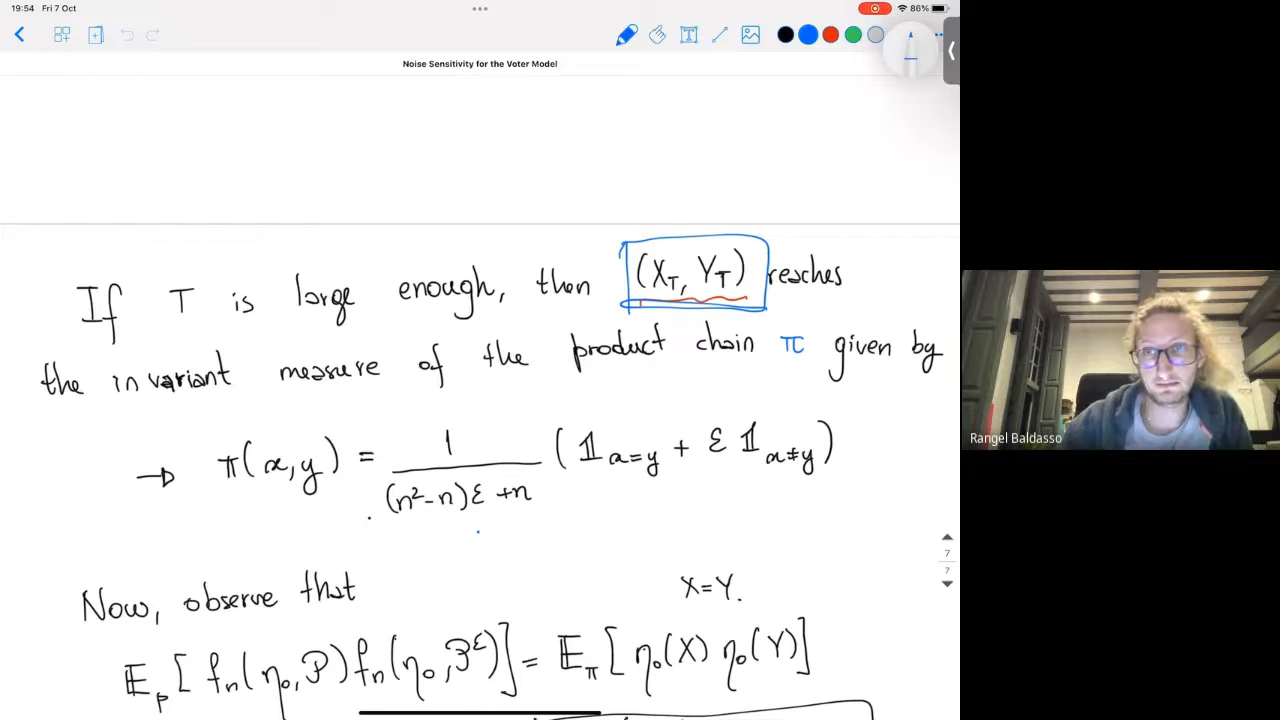 19:54 Fri 7 Oct
86%
Noise Sensitivity for the Voter Model
If T is large enough, then (X_T, Y_T) reaches
the invariant measure of the product chain π given by
→ π(x,y) = 1 / ((n²-n)ε + n) (𝟙_{x=y} + ε 𝟙_{x≠y})
Now, observe that
X=Y.
E_p [ f_n(η_0, P) f_n(η_0, P^ε) ] = E_π [ η_0(X) η_0(Y) ]
7
7
Rangel Baldasso